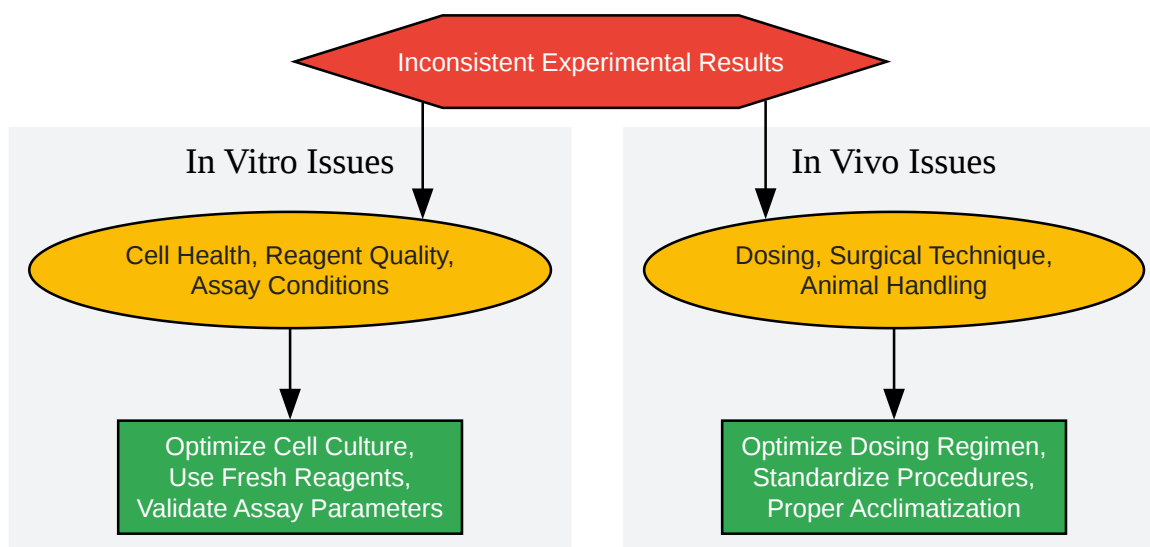 Inconsistent Experimental Results
In Vitro Issues
Cell Health, Reagent Quality,
Assay Conditions
Optimize Cell Culture,
Use Fresh Reagents,
Validate Assay Parameters
In Vivo Issues
Dosing, Surgical Technique,
Animal Handling
Optimize Dosing Regimen,
Standardize Procedures,
Proper Acclimatization